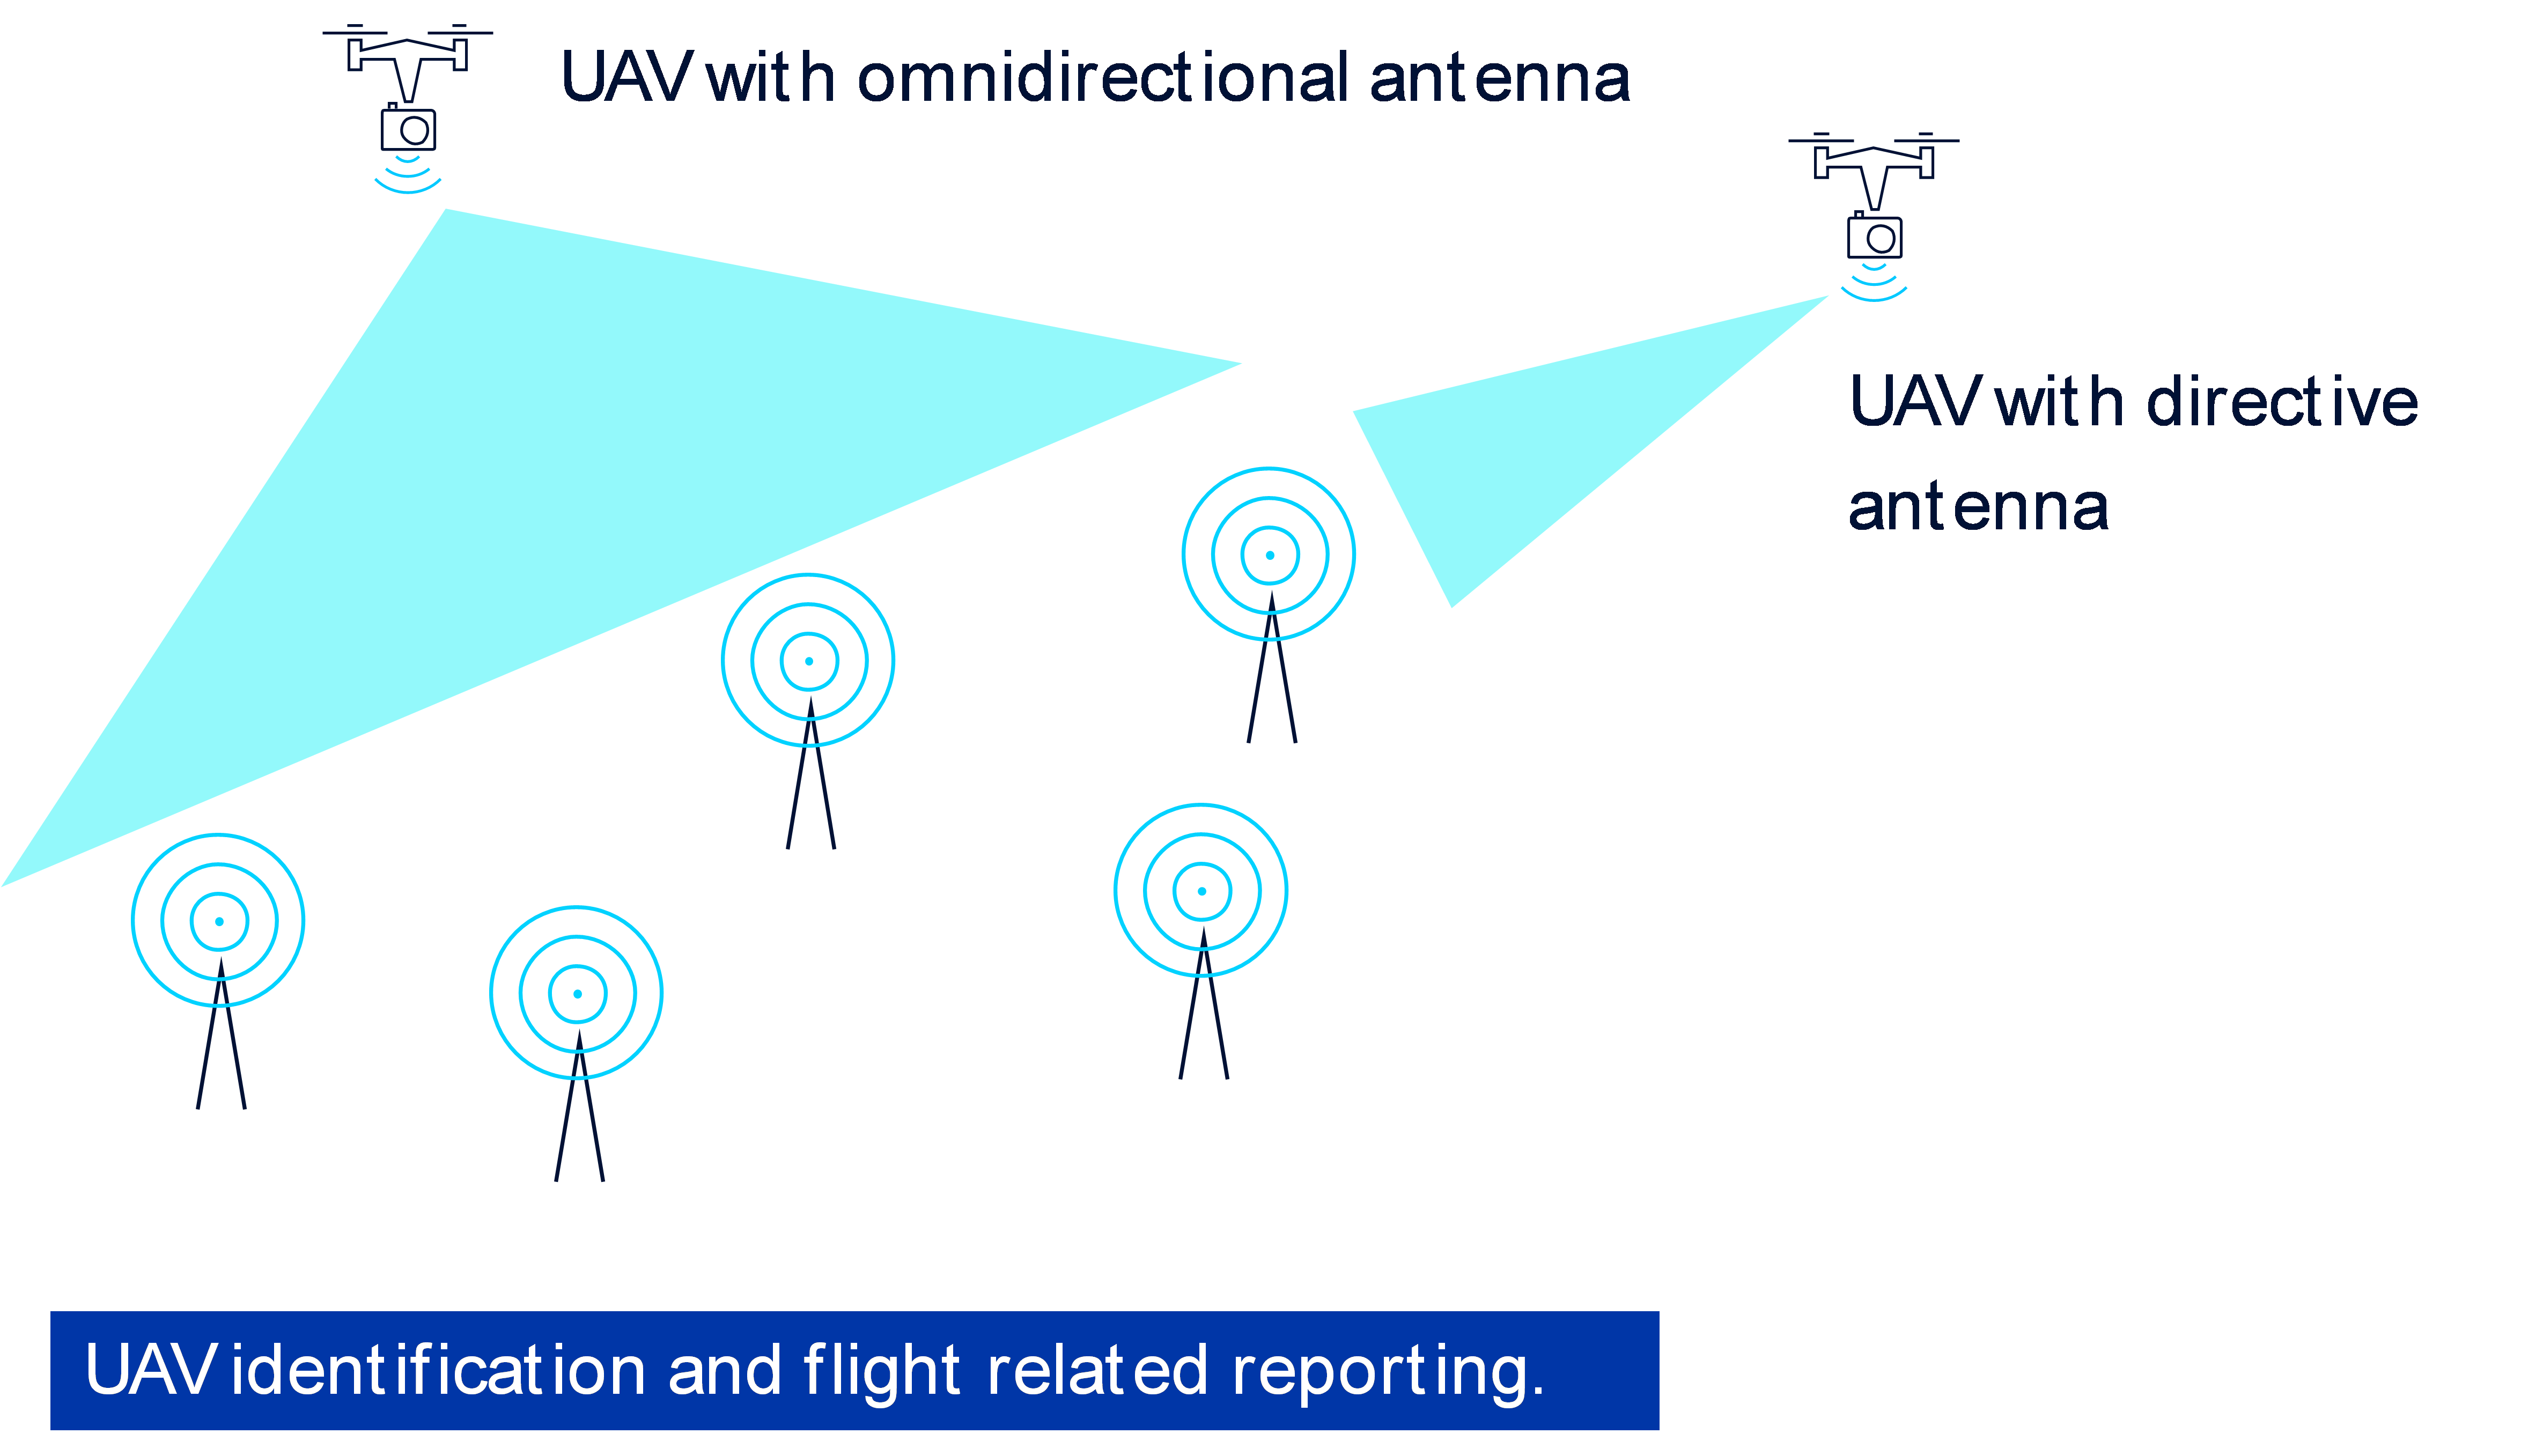 UAV with omnidirectional antenna
UAV with directive
antenna
UAV identification and flight related reporting.